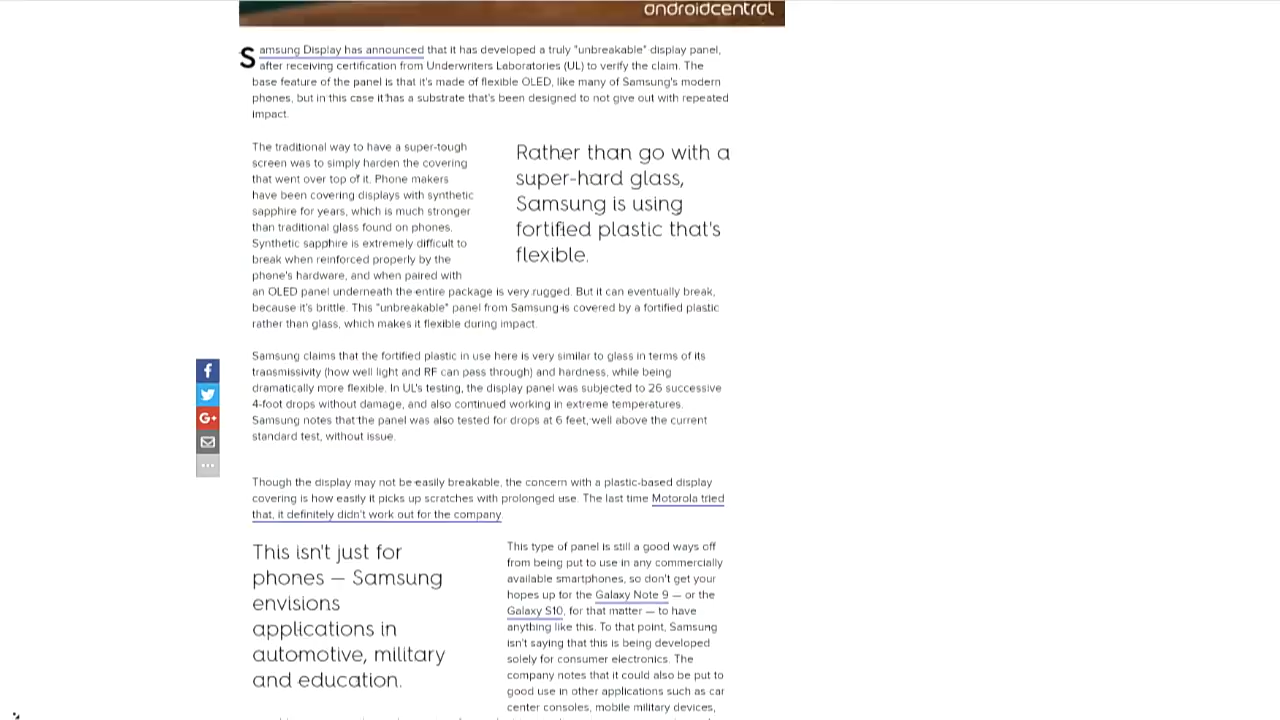 androidcentral
Samsung Display has announced that it has developed a truly "unbreakable" display panel,
after receiving certification from Underwriters Laboratories (UL) to verify the claim. The
base feature of the panel is that it's made of flexible OLED, like many of Samsung's modern
phones, but in this case it has a substrate that's been designed to not give out with repeated
impact.
The traditional way to have a super-tough
screen was to simply harden the covering
that went over top of it. Phone makers
have been covering displays with synthetic
sapphire for years, which is much stronger
than traditional glass found on phones.
Synthetic sapphire is extremely difficult to
break when reinforced properly by the
phone's hardware, and when paired with
an OLED panel underneath the entire package is very rugged. But it can eventually break,
because it's brittle. This "unbreakable" panel from Samsung is covered by a fortified plastic
rather than glass, which makes it flexible during impact.
Rather than go with a
super-hard glass,
Samsung is using
fortified plastic that's
flexible.
Samsung claims that the fortified plastic in use here is very similar to glass in terms of its
transmissivity (how well light and RF can pass through) and hardness, while being
dramatically more flexible. In UL's testing, the display panel was subjected to 26 successive
4-foot drops without damage, and also continued working in extreme temperatures.
Samsung notes that the panel was also tested for drops at 6 feet, well above the current
standard test, without issue.
Though the display may not be easily breakable, the concern with a plastic-based display
covering is how easily it picks up scratches with prolonged use. The last time Motorola tried
that, it definitely didn't work out for the company.
This isn't just for
phones — Samsung
envisions
applications in
automotive, military
and education.
This type of panel is still a good ways off
from being put to use in any commercially
available smartphones, so don't get your
hopes up for the Galaxy Note 9 — or the
Galaxy S10, for that matter — to have
anything like this. To that point, Samsung
isn't saying that this is being developed
solely for consumer electronics. The
company notes that it could also be put to
good use in other applications such as car
center consoles, mobile military devices,